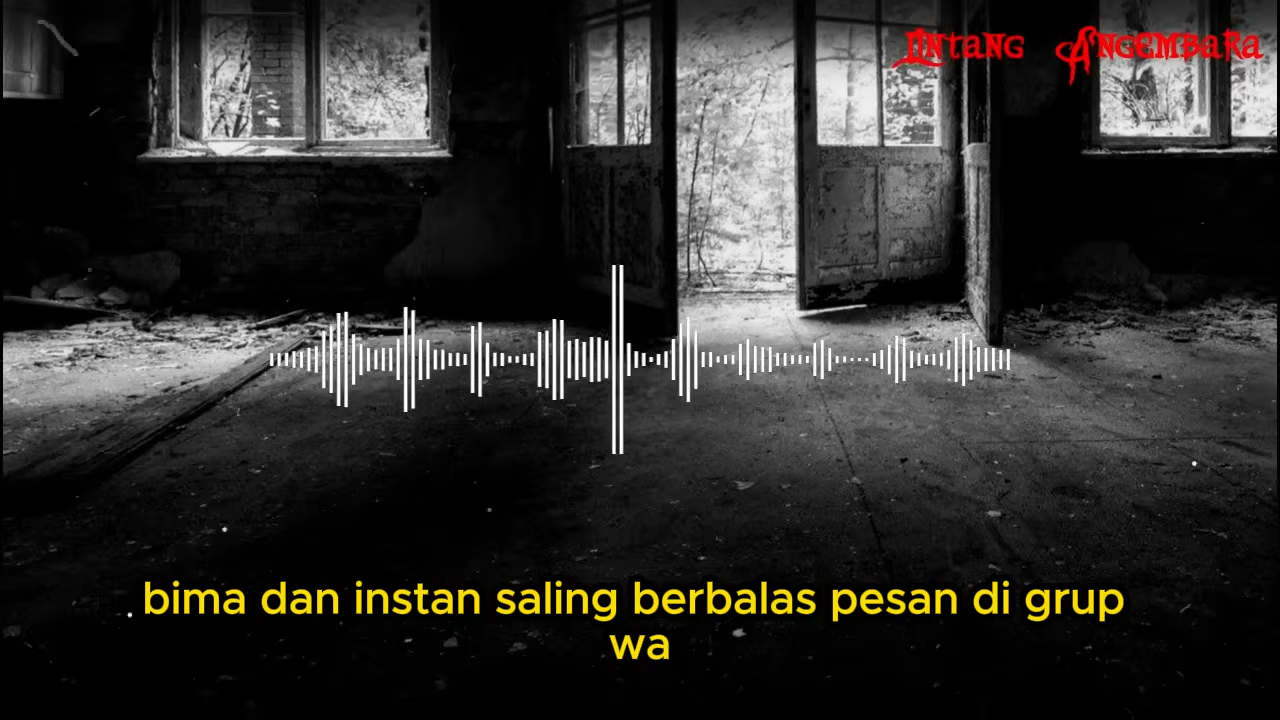 Lintang Angembara
bima dan instan saling berbalas pesan di grup
wa